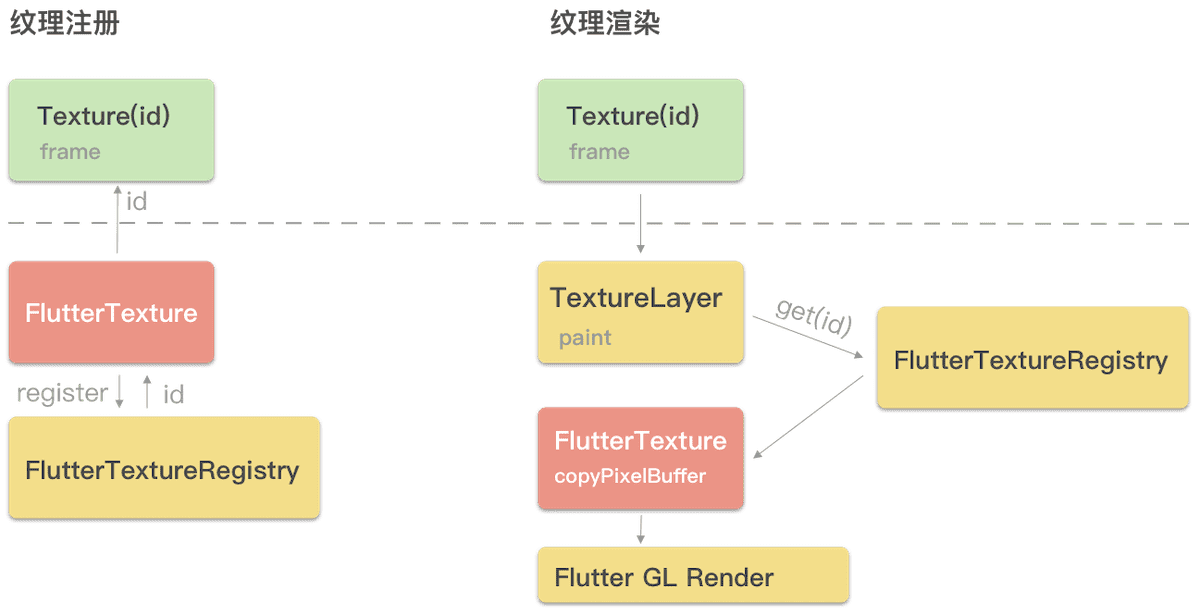 纹理注册
Texture(id)
frame
id
FlutterTexture
register
id
FlutterTextureRegistry
纹理渲染
Texture(id)
frame
TextureLayer
paint
get(id)
FlutterTextureRegistry
FlutterTexture
copyPixelBuffer
Flutter GL Render